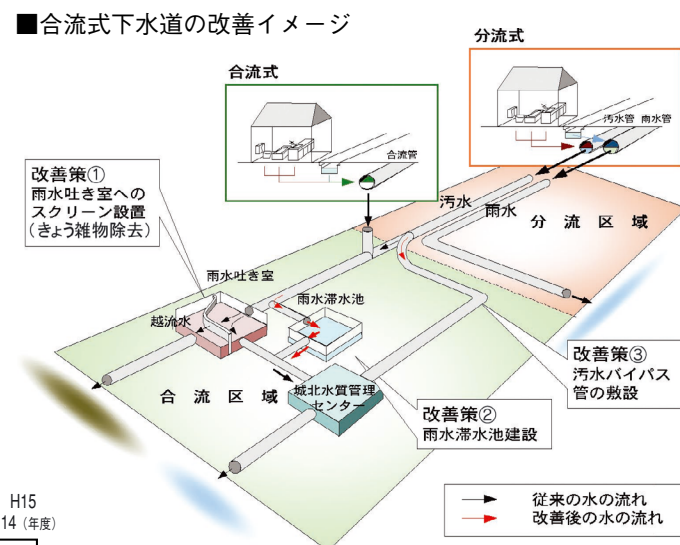 ■合流式下水道の改善イメージ
分流式
合流式
汚水管 雨水管
合流管
改善策①
雨水吐き室への
スクリーン設置
(きょう雑物除去)
汚水
雨水
分流区域
雨水吐き室
雨水滞水池
越流水
改善策③
汚水バイパス
管の敷設
合流区域
城北水質管理
センター
改善策②
雨水滞水池建設
従来の水の流れ
改善後の水の流れ
H15
14（年度）